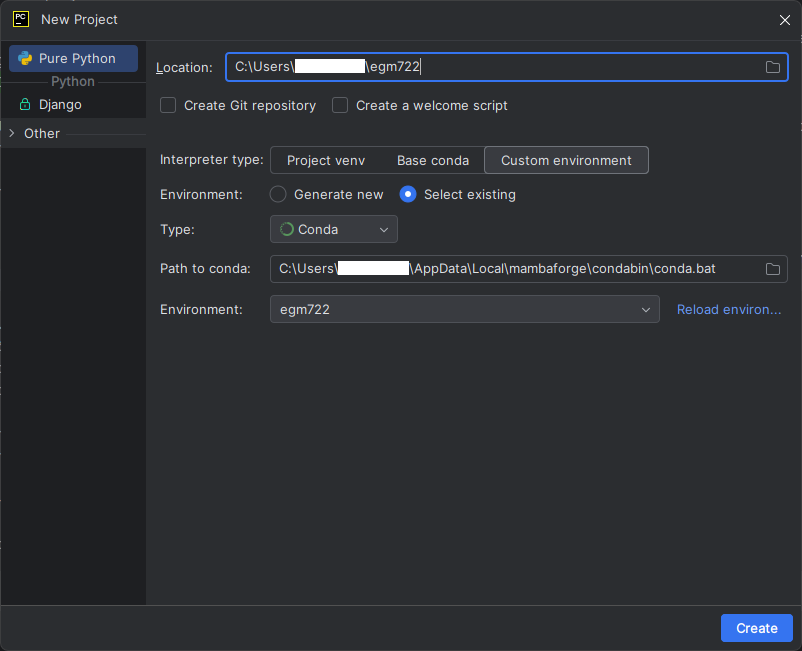 PC
New Project
Pure Python
Python
Django
Other
Location: C:\Users\ \egm722
Create Git repository Create a welcome script
Interpreter type: Project venv Base conda Custom environment
Environment: Generate new Select existing
Type: Conda
Path to conda: C:\Users\ \AppData\Local\mambaforge\condabin\conda.bat
Environment: egm722 Reload environ...
Create